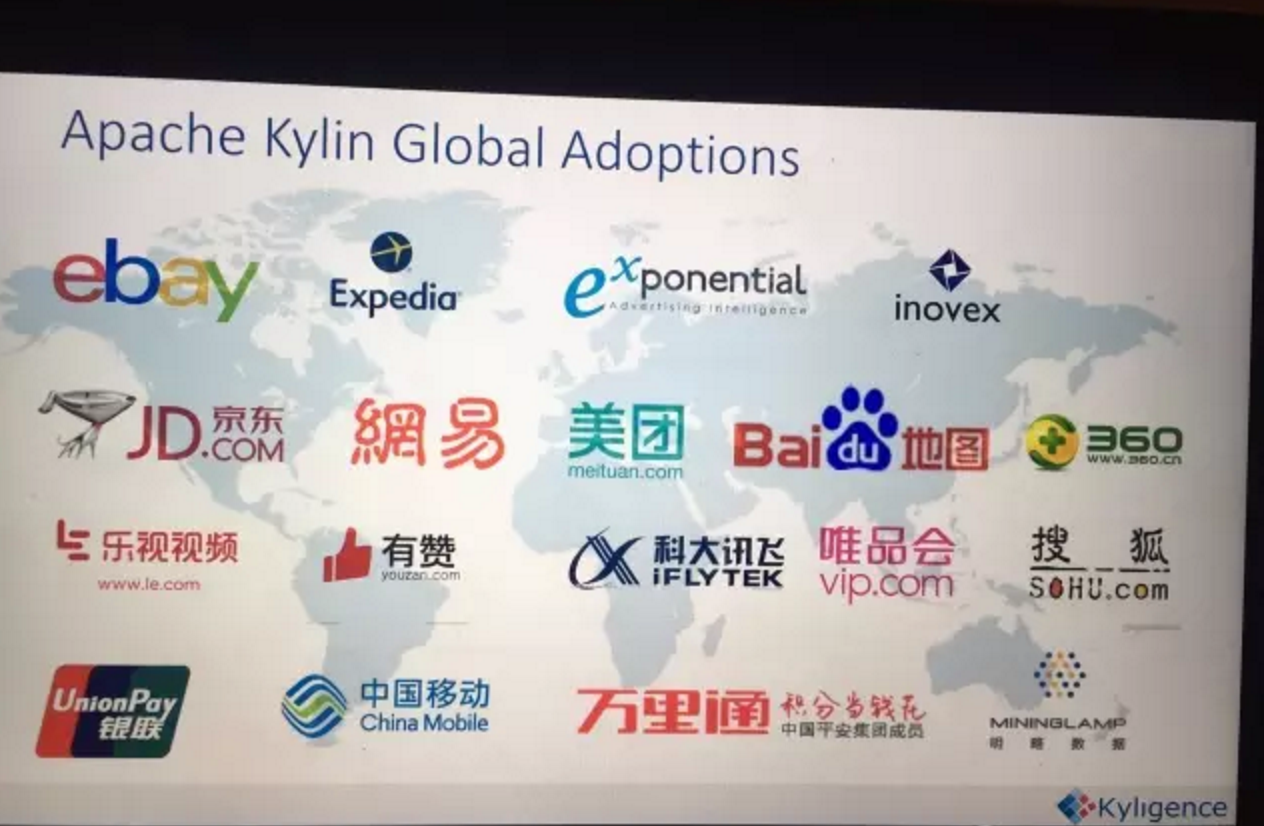 Apache Kylin Global Adoptions
ebay
Expedia
exponential
Advertising Intelligence
inovex
JD.京东
.COM
網易
美团
meituan.com
Bai du 地图
360
www.360.cn
乐视视频
www.le.com
有赞
youzan.com
科大讯飞
iFLYTEK
唯品会
vip.com
搜狐
SOHU.com
UnionPay
银联
中国移动
China Mobile
万里通 积分当钱花
中国平安集团成员
MININGLAMP
明略数据
Kyligence